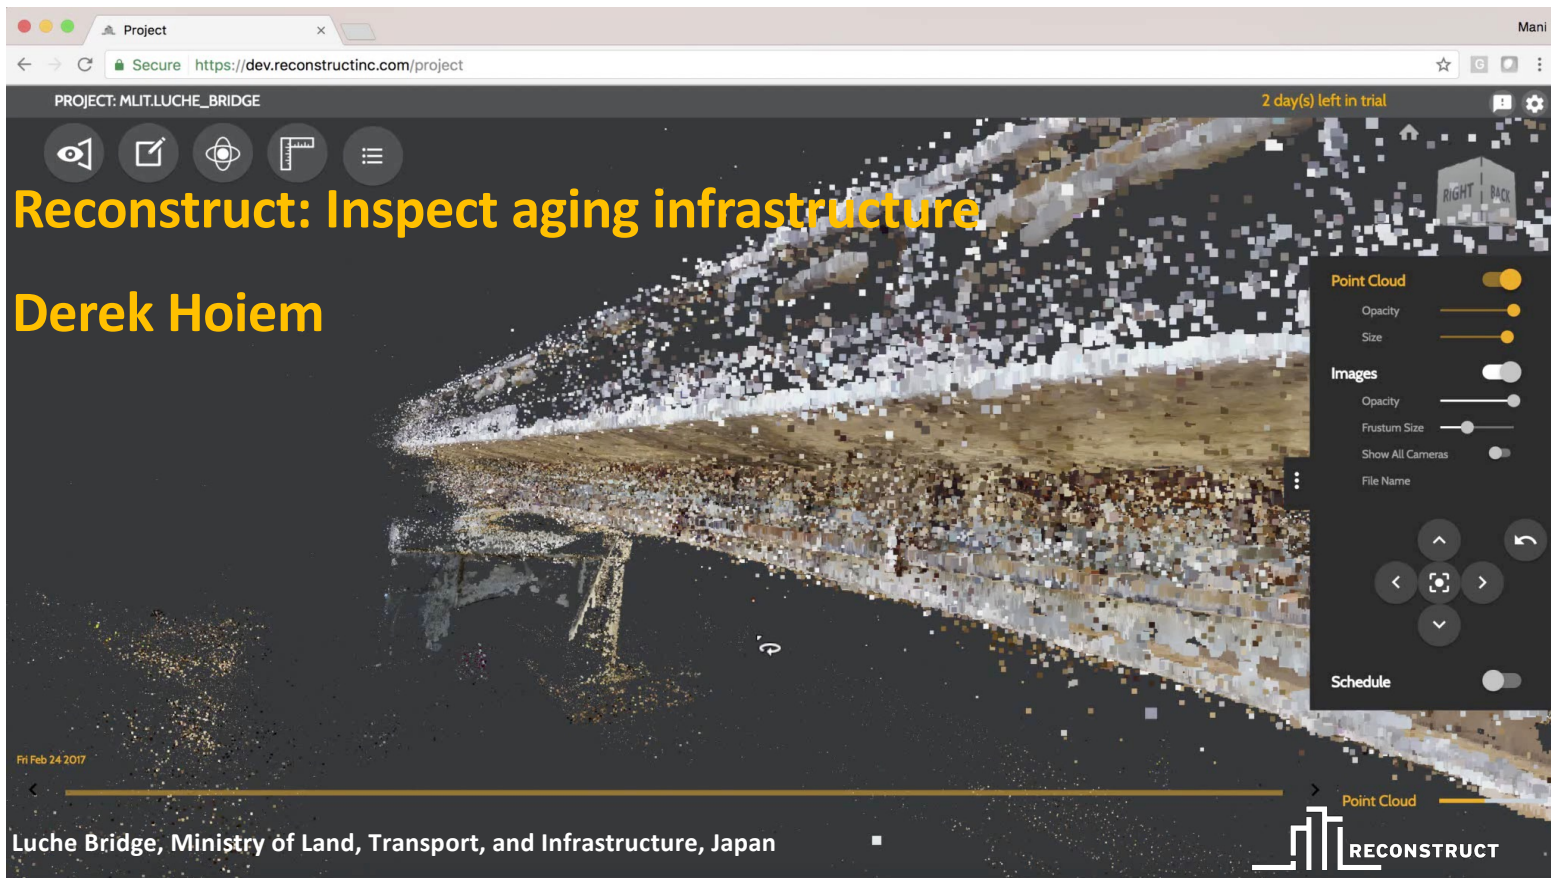 Project
Mani
Secure https://dev.reconstructinc.com/project
PROJECT: MLIT.LUCHE_BRIDGE
2 day(s) left in trial
Reconstruct: Inspect aging infrastructure
Derek Hoiem
RIGHT BACK
Point Cloud
Opacity
Size
Images
Opacity
Frustum Size
Show All Cameras
File Name
Schedule
Fri Feb 24 2017
Point Cloud
Luche Bridge, Ministry of Land, Transport, and Infrastructure, Japan
RECONSTRUCT